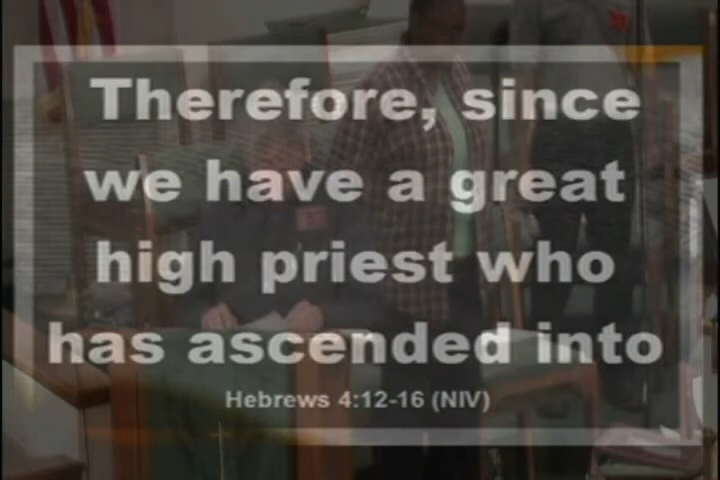 Therefore, since
we have a great
high priest who
has ascended into
Hebrews 4:12-16 (NIV)